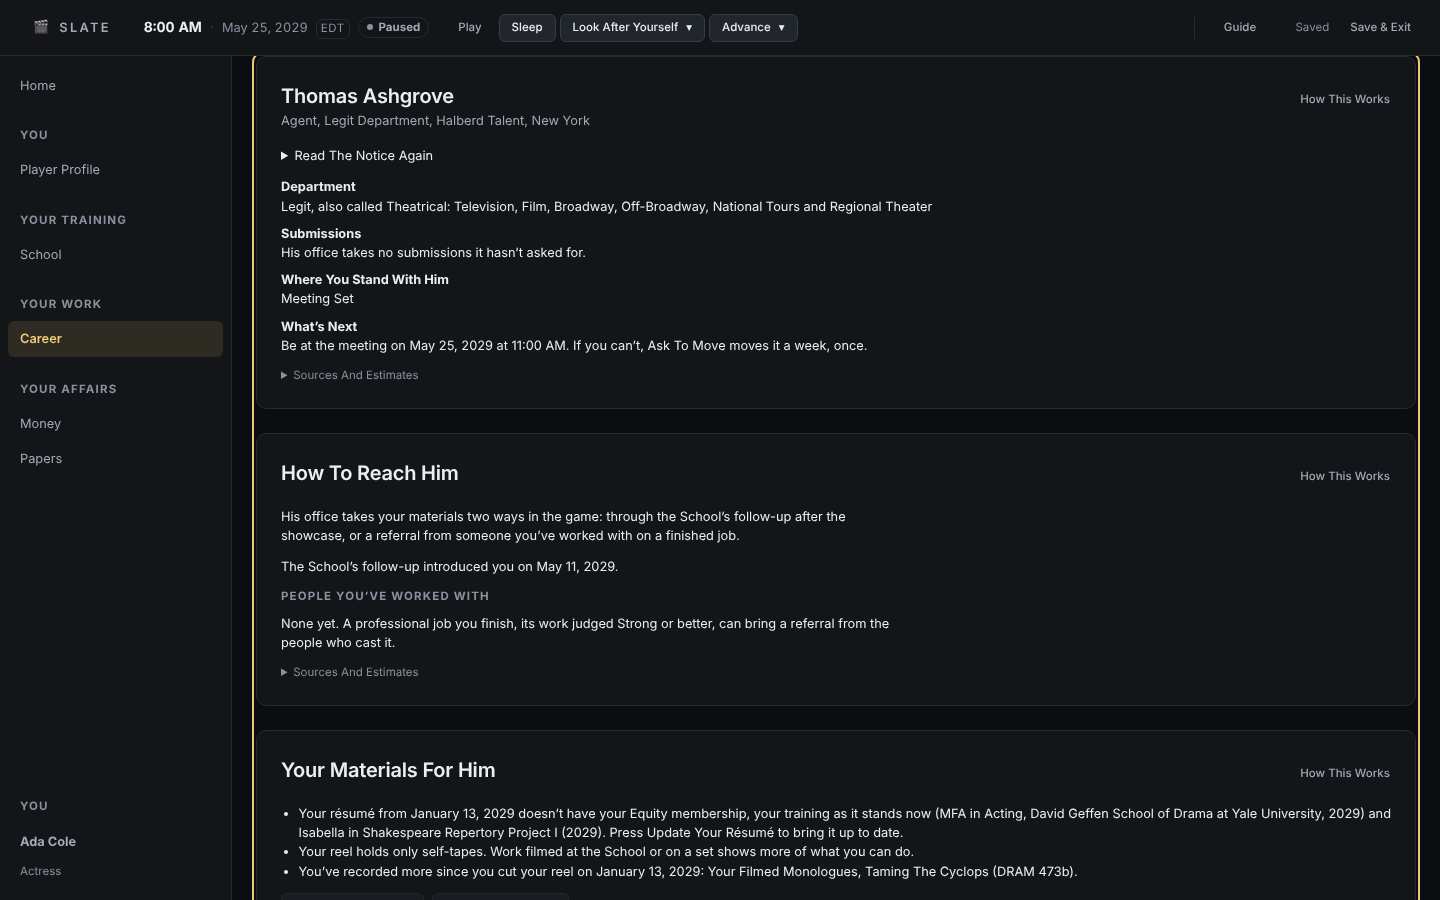 SLATE
8:00 AM · May 25, 2029 EDT Paused
Play
Sleep
Look After Yourself ▾
Advance ▾
Guide
Saved
Save & Exit
Home
YOU
Player Profile
YOUR TRAINING
School
YOUR WORK
Career
YOUR AFFAIRS
Money
Papers
YOU
Ada Cole
Actress
Thomas Ashgrove
How This Works
Agent, Legit Department, Halberd Talent, New York
Read The Notice Again
Department
Legit, also called Theatrical: Television, Film, Broadway, Off-Broadway, National Tours and Regional Theater
Submissions
His office takes no submissions it hasn’t asked for.
Where You Stand With Him
Meeting Set
What’s Next
Be at the meeting on May 25, 2029 at 11:00 AM. If you can’t, Ask To Move moves it a week, once.
Sources And Estimates
How To Reach Him
How This Works
His office takes your materials two ways in the game: through the School’s follow-up after the
showcase, or a referral from someone you’ve worked with on a finished job.
The School’s follow-up introduced you on May 11, 2029.
PEOPLE YOU’VE WORKED WITH
None yet. A professional job you finish, its work judged Strong or better, can bring a referral from the
people who cast it.
Sources And Estimates
Your Materials For Him
How This Works
• Your résumé from January 13, 2029 doesn’t have your Equity membership, your training as it stands now (MFA in Acting, David Geffen School of Drama at Yale University, 2029) and
Isabella in Shakespeare Repertory Project I (2029). Press Update Your Résumé to bring it up to date.
• Your reel holds only self-tapes. Work filmed at the School or on a set shows more of what you can do.
• You’ve recorded more since you cut your reel on January 13, 2029: Your Filmed Monologues, Taming The Cyclops (DRAM 473b).